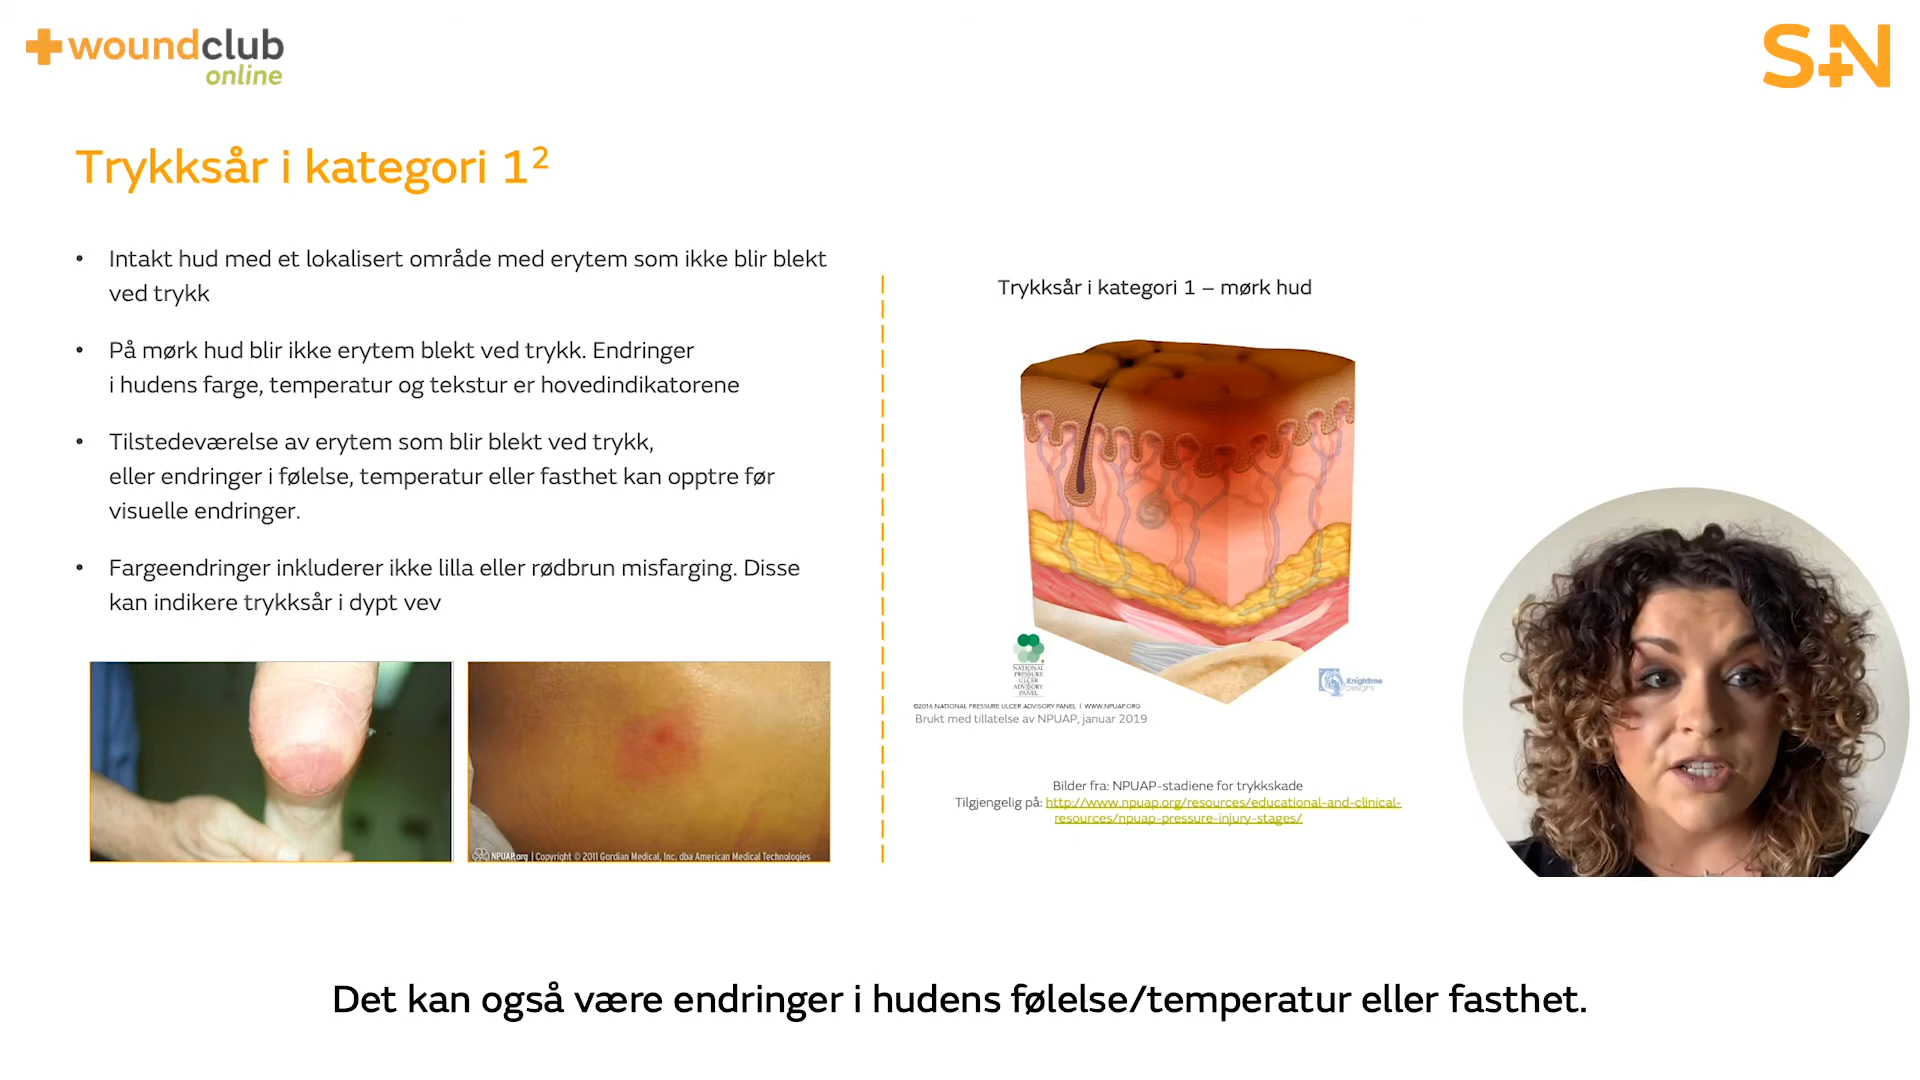 woundclub
online
S+N
Trykksår i kategori 1²
• Intakt hud med et lokalisert område med erytem som ikke blir blekt
ved trykk
• På mørk hud blir ikke erytem blekt ved trykk. Endringer
i hudens farge, temperatur og tekstur er hovedindikatorene
• Tilstedeværelse av erytem som blir blekt ved trykk,
eller endringer i følelse, temperatur eller fasthet kan opptre før
visuelle endringer.
• Fargeendringer inkluderer ikke lilla eller rødbrun misfarging. Disse
kan indikere trykksår i dypt vev
NPUAP.org | Copyright © 2011 Gordian Medical, Inc. dba American Medical Technologies
Trykksår i kategori 1 – mørk hud
NATIONAL
PRESSURE
ULCER
ADVISORY
PANEL
Knightime
Designs
©2016 NATIONAL PRESSURE ULCER ADVISORY PANEL | WWW.NPUAP.ORG
Brukt med tillatelse av NPUAP, januar 2019
Bilder fra: NPUAP-stadiene for trykkskade
Tilgjengelig på: http://www.npuap.org/resources/educational-and-clinical-
resources/npuap-pressure-injury-stages/
Det kan også være endringer i hudens følelse/temperatur eller fasthet.